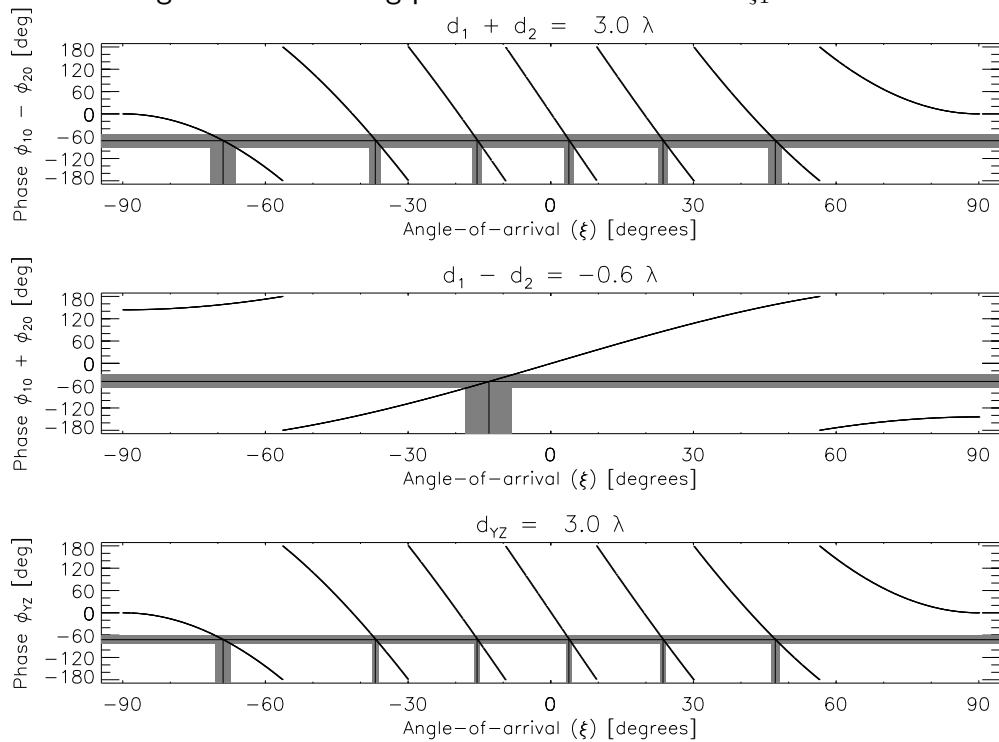 d₁ + d₂ = 3.0 λ
Phase ϕ₁₀ − ϕ₂₀ [deg]
180
120
60
0
−60
−120
−180
−90 −60 −30 0 30 60 90
Angle−of−arrival (ξ) [degrees]
d₁ − d₂ = −0.6 λ
Phase ϕ₁₀ + ϕ₂₀ [deg]
180
120
60
0
−60
−120
−180
−90 −60 −30 0 30 60 90
Angle−of−arrival (ξ) [degrees]
d_YZ = 3.0 λ
Phase ϕ_YZ [deg]
180
120
60
0
−60
−120
−180
−90 −60 −30 0 30 60 90
Angle−of−arrival (ξ) [degrees]